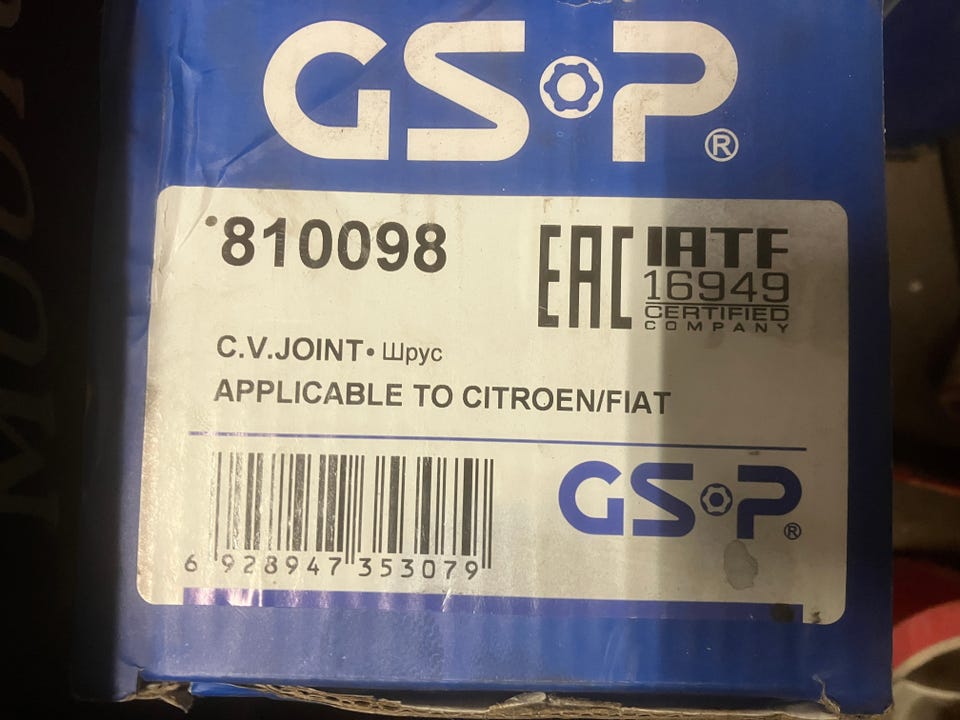 GSP®
810098
EAC
IATF
16949
CERTIFIED
COMPANY
C.V.JOINT• Шрус
APPLICABLE TO CITROEN/FIAT
6 928947 353079
GSP®